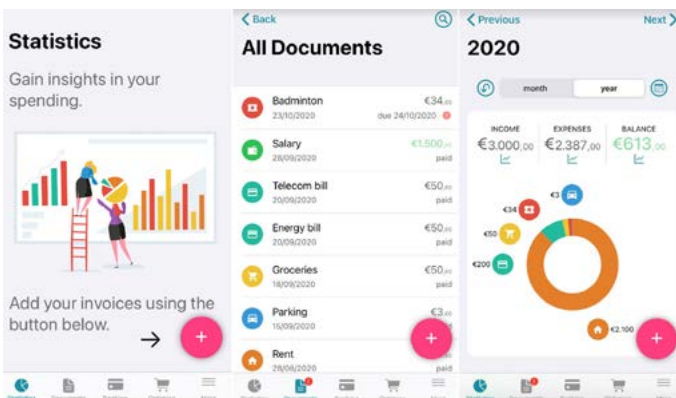 Statistics
Gain insights in your
spending.
Add your invoices using the
button below.
Back
All Documents
Badminton €34,00
23/10/2020 due 24/10/2020
Salary €1.500,00
28/09/2020 paid
Telecom bill €50,00
20/09/2020 paid
Energy bill €50,00
20/09/2020 paid
Groceries €50,00
18/09/2020 paid
Parking €3,00
15/09/2020
Rent
28/08/2020 paid
Previous Next
2020
month year
INCOME EXPENSES BALANCE
€3.000,00 €2.387,00 €613,00
€3
€34
€50
€200
€2.100